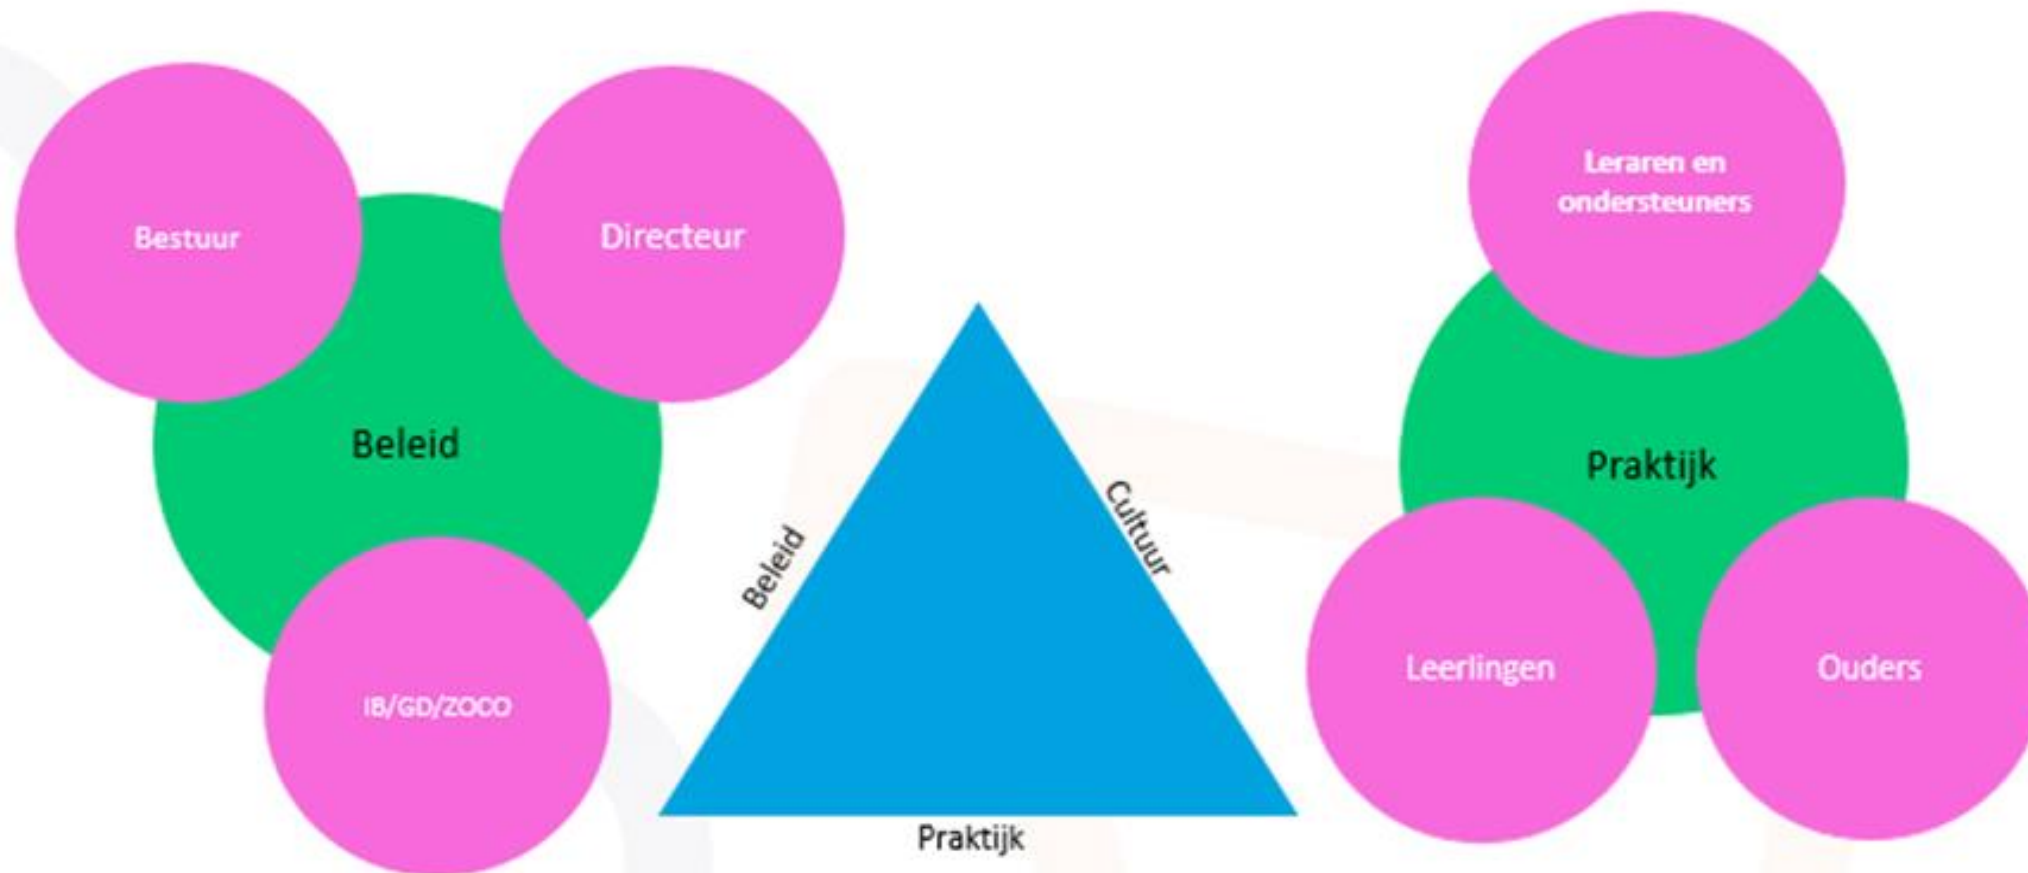 Bestuur
Directeur
Beleid
IB/GD/ZOCO
Beleid
Cultuur
Praktijk
Leraren en
ondersteuners
Praktijk
Leerlingen
Ouders